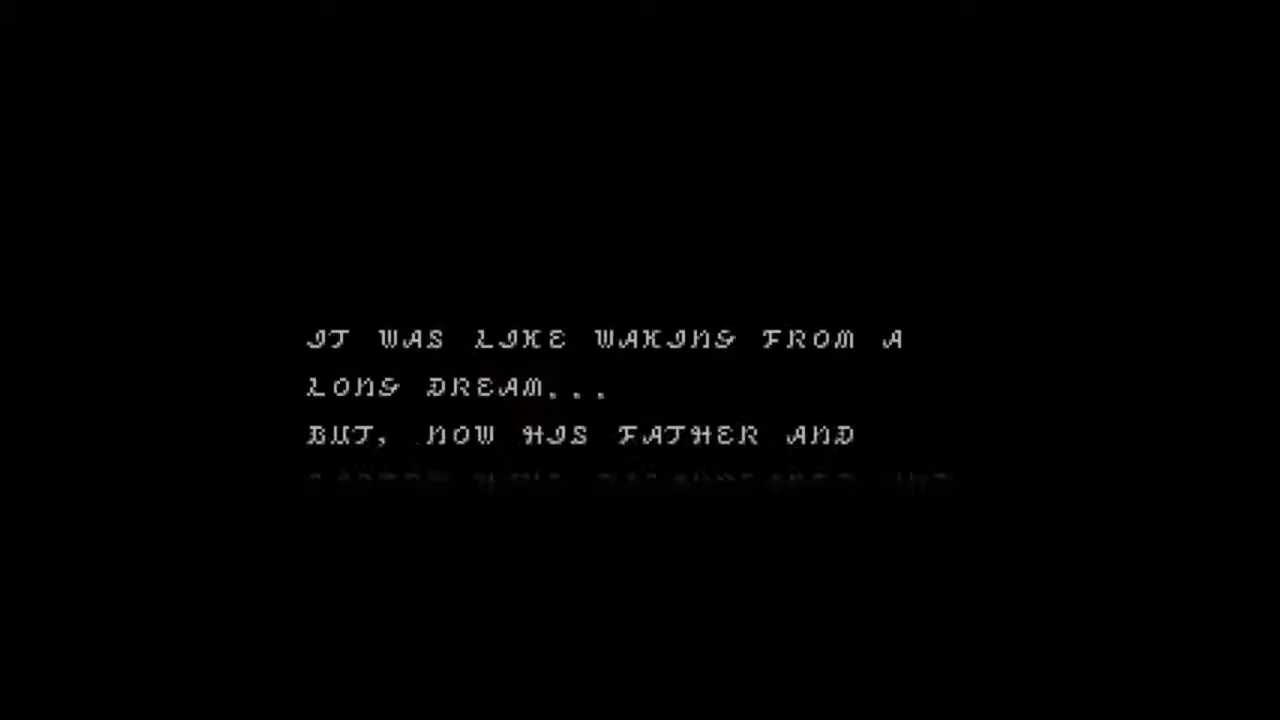 IT WAS LIKE WAKING FROM A
LONG DREAM...
BUT, NOW HIS FATHER AND